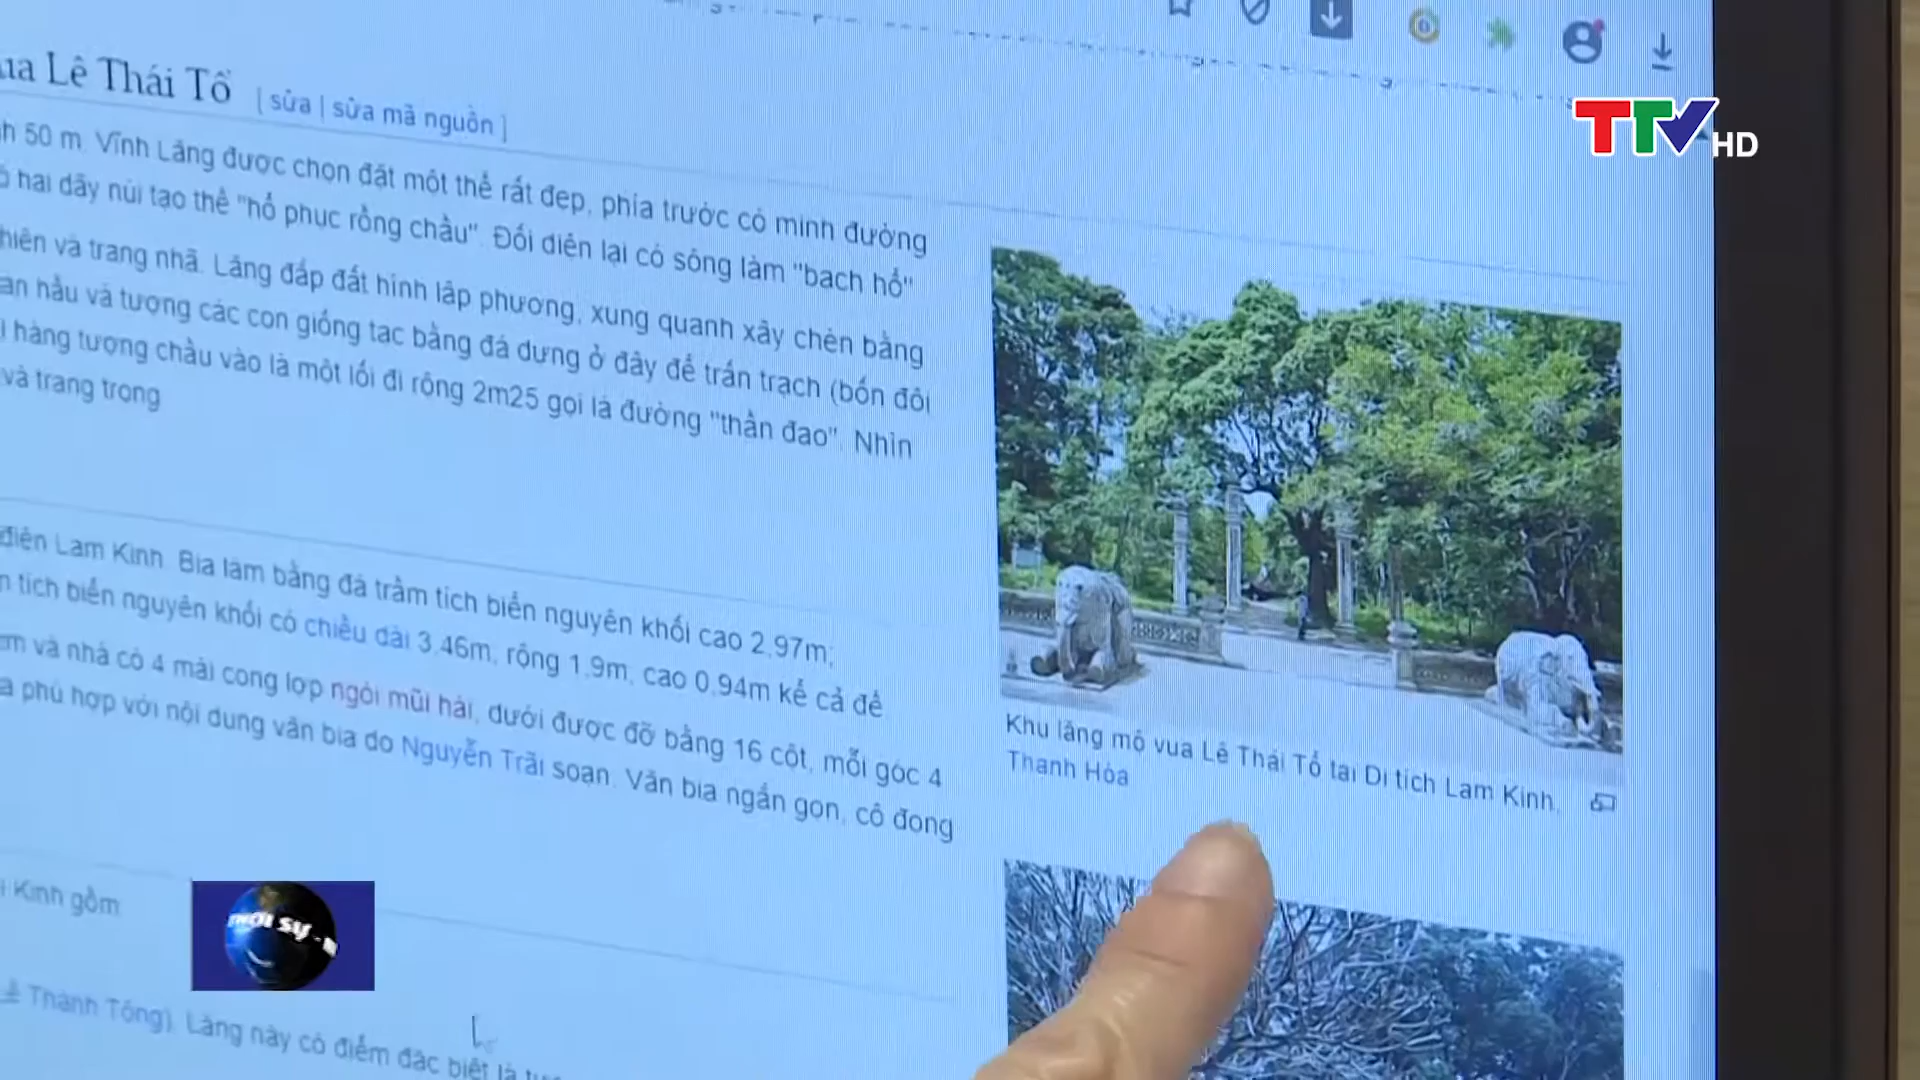 TTV HD
ua Lê Thái Tổ [ sửa | sửa mã nguồn ]
h 50 m. Vĩnh Lăng được chọn đặt một thế rất đẹp, phía trước có minh đường
ó hai dãy núi tạo thế "hổ phục rồng chầu". Đối diện lại có sông làm "bạch hổ"
hiên và trang nhã. Lăng đắp đất hình lập phương, xung quanh xây chèn bằng
an hầu và tượng các con giống tạc bằng đá dựng ở đây để trấn trạch (bốn đôi
i hàng tượng chầu vào là một lối đi rộng 2m25 gọi là đường "thần đạo". Nhìn
và trang trọng
điện Lam Kinh. Bia làm bằng đá trầm tích biển nguyên khối cao 2,97m;
m tích biển nguyên khối có chiều dài 3,46m, rộng 1,9m, cao 0,94m kể cả đế
m và nhà có 4 mái cong lợp ngói mũi hài, dưới được đỡ bằng 16 cột, mỗi góc 4
a phù hợp với nội dung văn bia do Nguyễn Trãi soạn. Văn bia ngắn gọn, cô đọng
Khu lăng mộ vua Lê Thái Tổ tại Di tích Lam Kinh,
Thanh Hóa
Kinh gồm
THỜI SỰ
Thánh Tông). Lăng này có điểm đặc biệt là